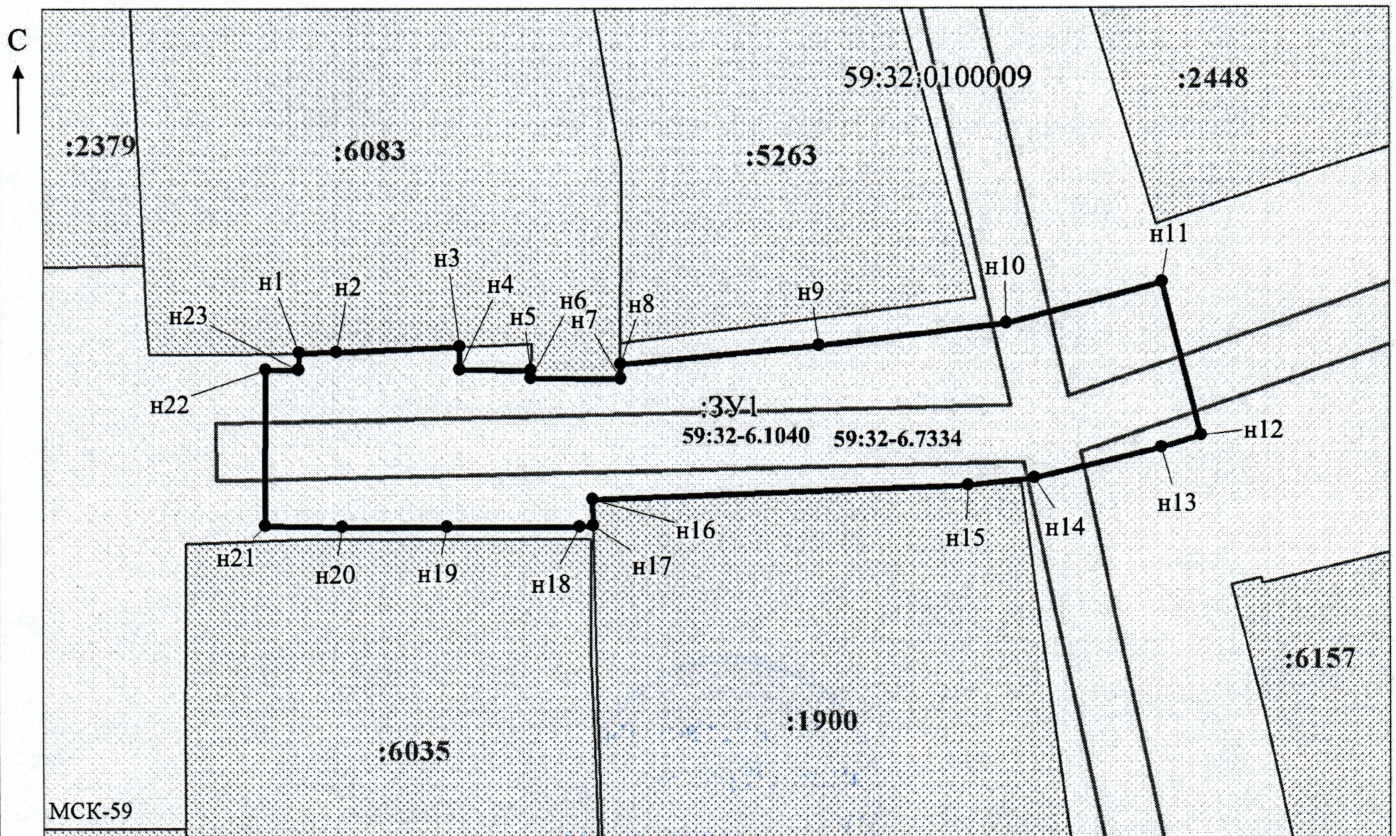 С
59:32:0100009
:2448
:2379
:6083
:5263
н11
н3
н10
н1
н2
н4
н6
н8
н9
н23
н5
н7
н22
:ЗУ1
59:32-6.1040
59:32-6.7334
н12
н13
н16
н15
н14
н21
н20
н19
н18
н17
:6157
:1900
:6035
МСК-59